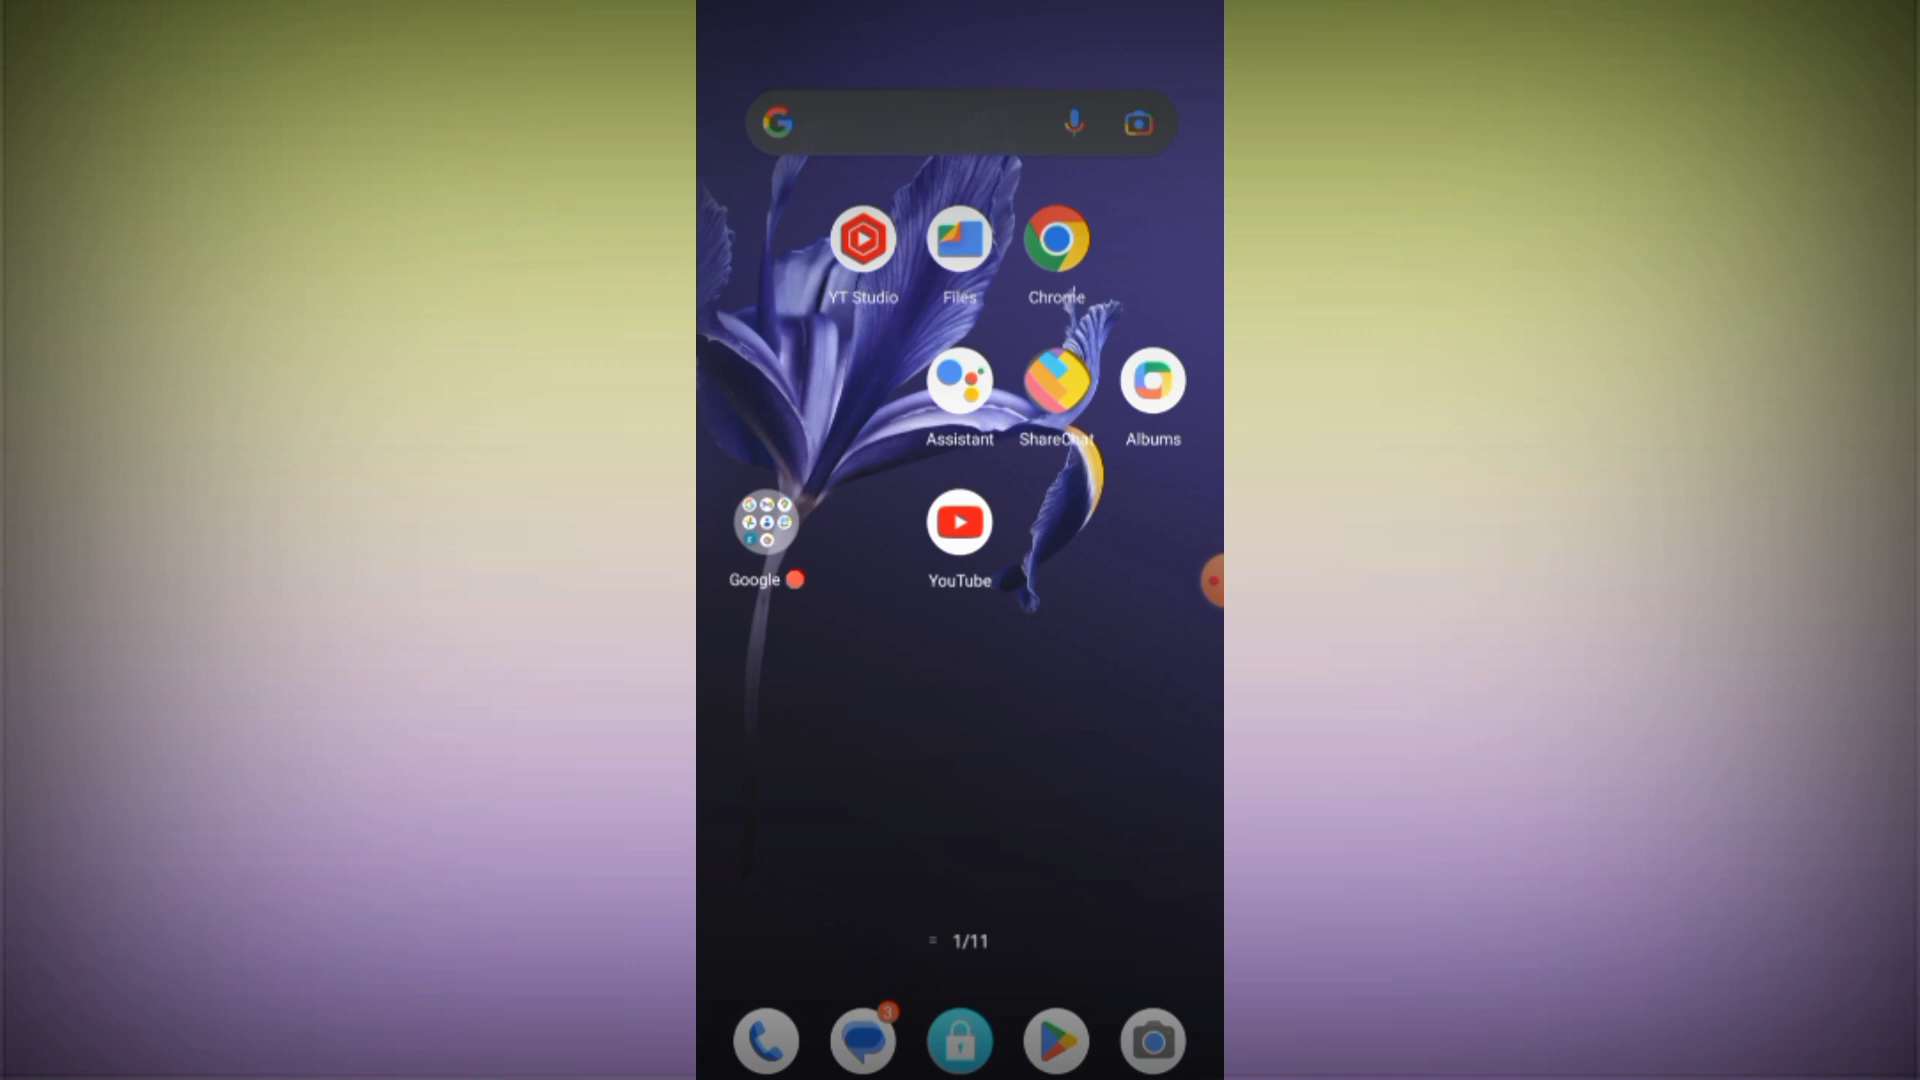 YT Studio
Files
Chrome
Assistant
ShareChat
Albums
Google
YouTube
1/11
3